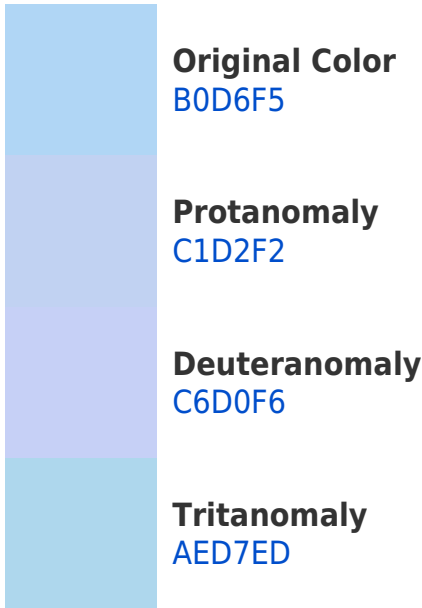 Original Color
B0D6F5
Protanomaly
C1D2F2
Deuteranomaly
C6D0F6
Tritanomaly
AED7ED